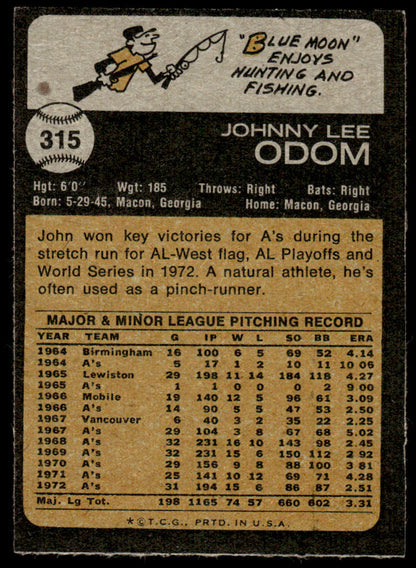 "BLUE MOON"
ENJOYS
HUNTING AND
FISHING.
315
JOHNNY LEE
ODOM
Hgt: 6'0" Wgt: 185 Throws: Right Bats: Right
Born: 5-29-45, Macon, Georgia Home: Macon, Georgia
John won key victories for A's during the
stretch run for AL-West flag, AL Playoffs and
World Series in 1972. A natural athlete, he's
often used as a pinch-runner.
MAJOR & MINOR LEAGUE PITCHING RECORD
YEAR TEAM G IP W L SO BB ERA
1964 Birmingham 16 100 6 5 69 52 4.14
1964 A's 5 17 1 2 10 11 10.06
1965 Lewiston 29 198 11 14 184 118 4.27
1965 A's 1 1 0 0 0 2 9.00
1966 Mobile 19 140 12 5 96 61 3.09
1966 A's 14 90 5 5 47 53 2.50
1967 Vancouver 6 40 3 2 35 22 2.25
1967 A's 29 104 3 8 67 68 5.02
1968 A's 32 231 16 10 143 98 2.45
1969 A's 32 231 15 6 150 112 2.92
1970 A's 29 156 9 8 88 100 3.81
1971 A's 25 141 10 12 69 71 4.28
1972 A's 31 194 15 6 86 87 2.51
Maj. Lg Tot. 198 1165 74 57 660 602 3.31
*© T.C.G., PRTD. IN U.S.A.